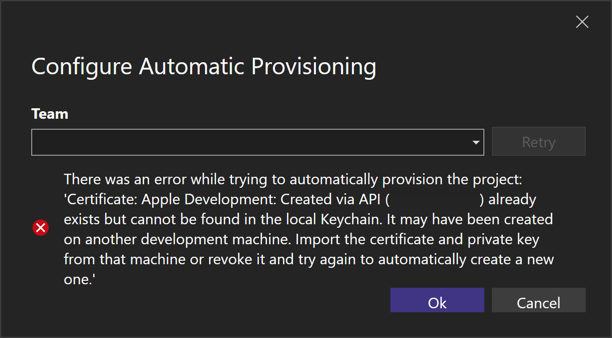 Configure Automatic Provisioning
Team
Retry
There was an error while trying to automatically provision the project:
'Certificate: Apple Development: Created via API ( ) already
exists but cannot be found in the local Keychain. It may have been created
on another development machine. Import the certificate and private key
from that machine or revoke it and try again to automatically create a new
one.'
Ok
Cancel